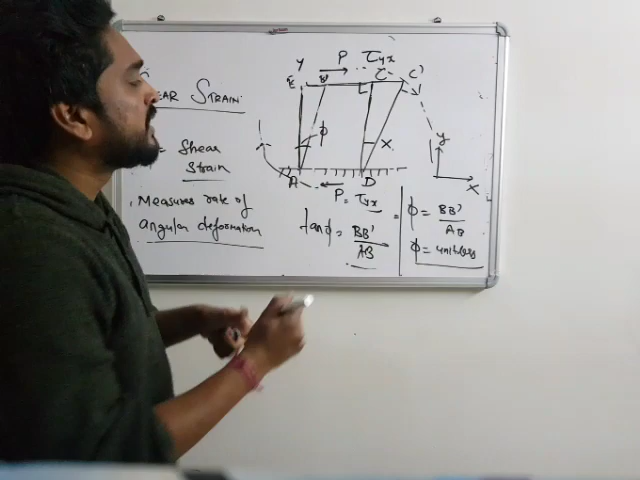 EAR STRAIN
= Shear
Strain
Measures rate of
angular deformation
y
P
τyx
B'
C
C'
ϕ
A
D
x
P = τyx
tanϕ = BB'
AB
ϕ = BB'
AB
ϕ = unitless
y
x